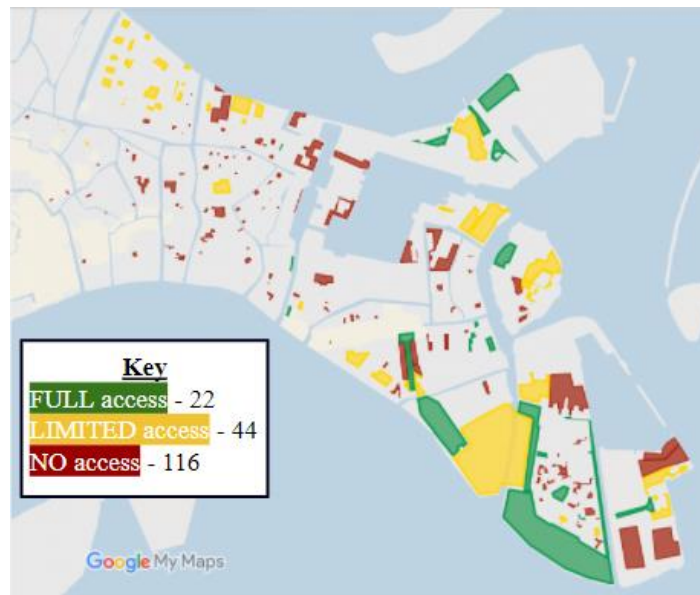 Key
FULL access - 22
LIMITED access - 44
NO access - 116
Google My Maps